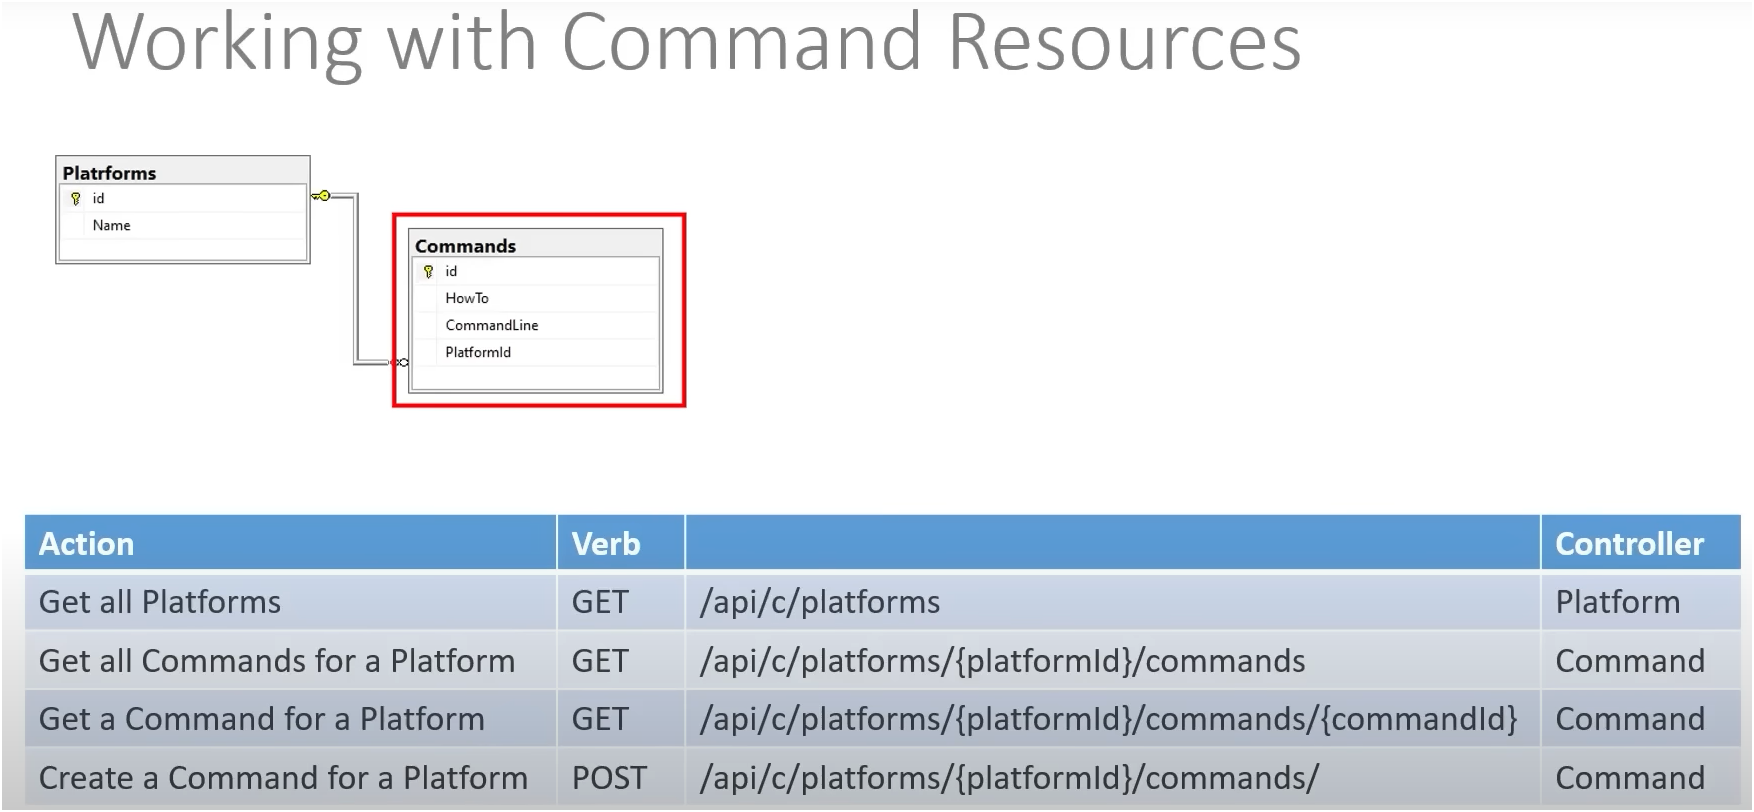 Working with Command Resources
Platrforms
id
Name
Commands
id
HowTo
CommandLine
PlatformId
Action Verb Controller
Get all Platforms GET /api/c/platforms Platform
Get all Commands for a Platform GET /api/c/platforms/{platformId}/commands Command
Get a Command for a Platform GET /api/c/platforms/{platformId}/commands/{commandId} Command
Create a Command for a Platform POST /api/c/platforms/{platformId}/commands/ Command